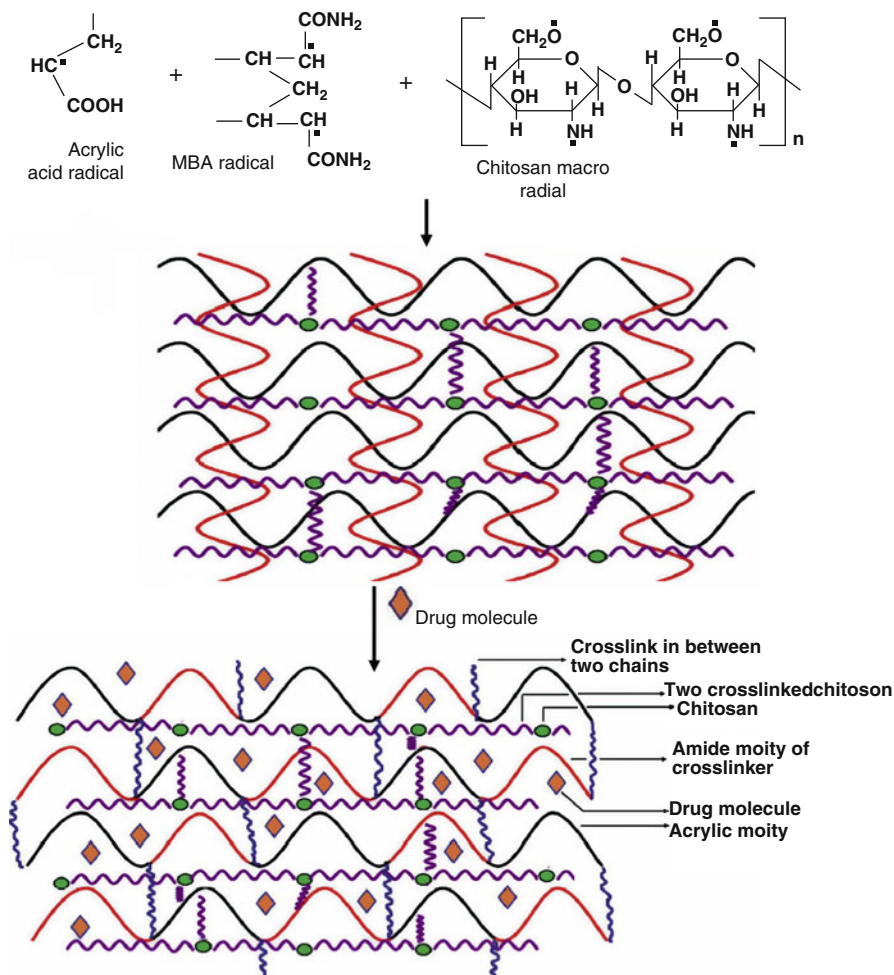 CONH2
CH2
HC
COOH
+
CH
CH
CH2
CH
CH
CONH2
+
CH2O
CH2O
H
O
H
H
O
H
OH
H
O
OH
H
H
H
H
H
NH
NH
n
Acrylic
acid radical
MBA radical
Chitosan macro
radial
Drug molecule
Crosslink in between
two chains
Two crosslinkedchitoson
Chitosan
Amide moity of
crosslinker
Drug molecule
Acrylic moity